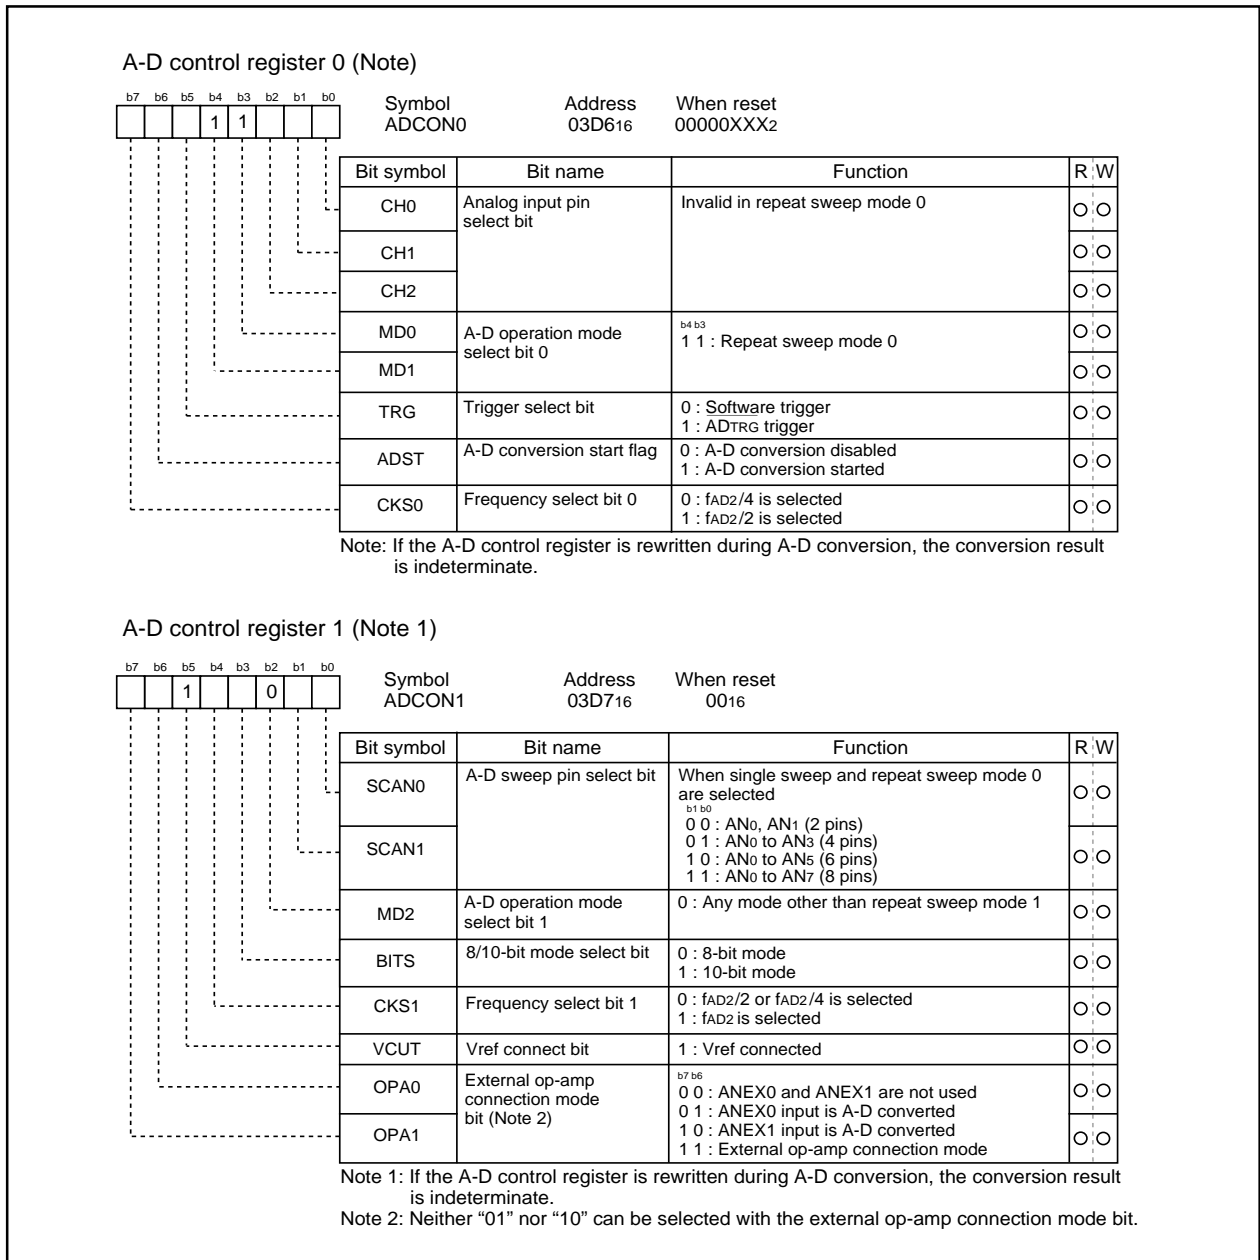 A-D control register 0 (Note)
b7 b6 b5 b4 b3 b2 b1 b0
1 1
Symbol Address When reset
ADCON0 03D616 00000XXX2
Bit symbol Bit name Function R W
CH0 Analog input pin select bit Invalid in repeat sweep mode 0
CH1
CH2
MD0 A-D operation mode select bit 0 b4 b3
1 1 : Repeat sweep mode 0
MD1
TRG Trigger select bit 0 : Software trigger
1 : ADTRG trigger
ADST A-D conversion start flag 0 : A-D conversion disabled
1 : A-D conversion started
CKS0 Frequency select bit 0 0 : fAD2/4 is selected
1 : fAD2/2 is selected
Note: If the A-D control register is rewritten during A-D conversion, the conversion result
is indeterminate.
A-D control register 1 (Note 1)
b7 b6 b5 b4 b3 b2 b1 b0
1 0
Symbol Address When reset
ADCON1 03D716 0016
Bit symbol Bit name Function R W
SCAN0 A-D sweep pin select bit When single sweep and repeat sweep mode 0
are selected
b1 b0
0 0 : AN0, AN1 (2 pins)
0 1 : AN0 to AN3 (4 pins)
SCAN1 1 0 : AN0 to AN5 (6 pins)
1 1 : AN0 to AN7 (8 pins)
MD2 A-D operation mode select bit 1 0 : Any mode other than repeat sweep mode 1
BITS 8/10-bit mode select bit 0 : 8-bit mode
1 : 10-bit mode
CKS1 Frequency select bit 1 0 : fAD2/2 or fAD2/4 is selected
1 : fAD2 is selected
VCUT Vref connect bit 1 : Vref connected
OPA0 External op-amp connection mode bit (Note 2) b7 b6
0 0 : ANEX0 and ANEX1 are not used
0 1 : ANEX0 input is A-D converted
OPA1 1 0 : ANEX1 input is A-D converted
1 1 : External op-amp connection mode
Note 1: If the A-D control register is rewritten during A-D conversion, the conversion result
is indeterminate.
Note 2: Neither “01” nor “10” can be selected with the external op-amp connection mode bit.